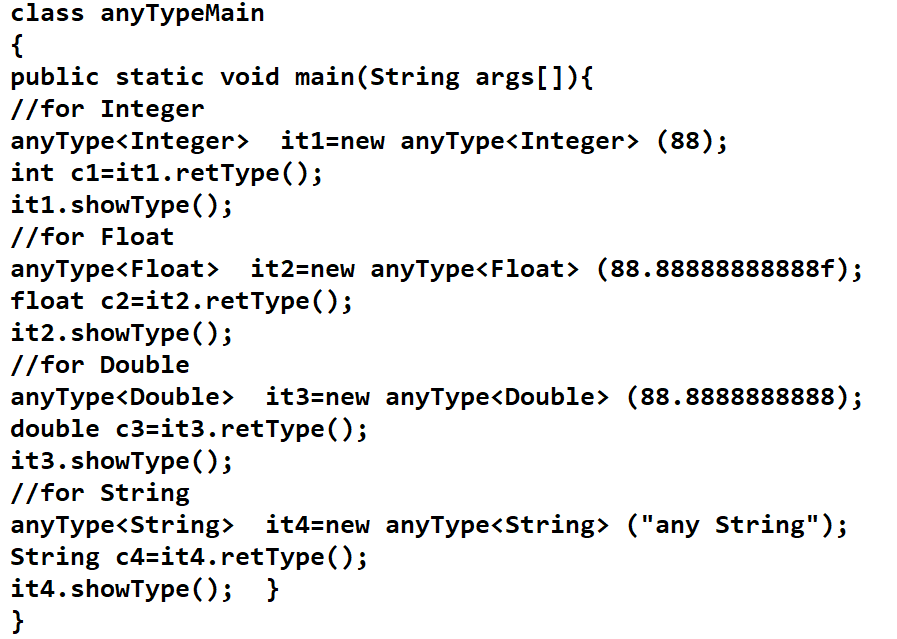 class anyTypeMain
{
public static void main(String args[]){
//for Integer
anyType<Integer>  it1=new anyType<Integer> (88);
int c1=it1.retType();
it1.showType();
//for Float
anyType<Float>  it2=new anyType<Float> (88.88888888888f);
float c2=it2.retType();
it2.showType();
//for Double
anyType<Double>  it3=new anyType<Double> (88.8888888888);
double c3=it3.retType();
it3.showType();
//for String
anyType<String>  it4=new anyType<String> ("any String");
String c4=it4.retType();
it4.showType();  }
}